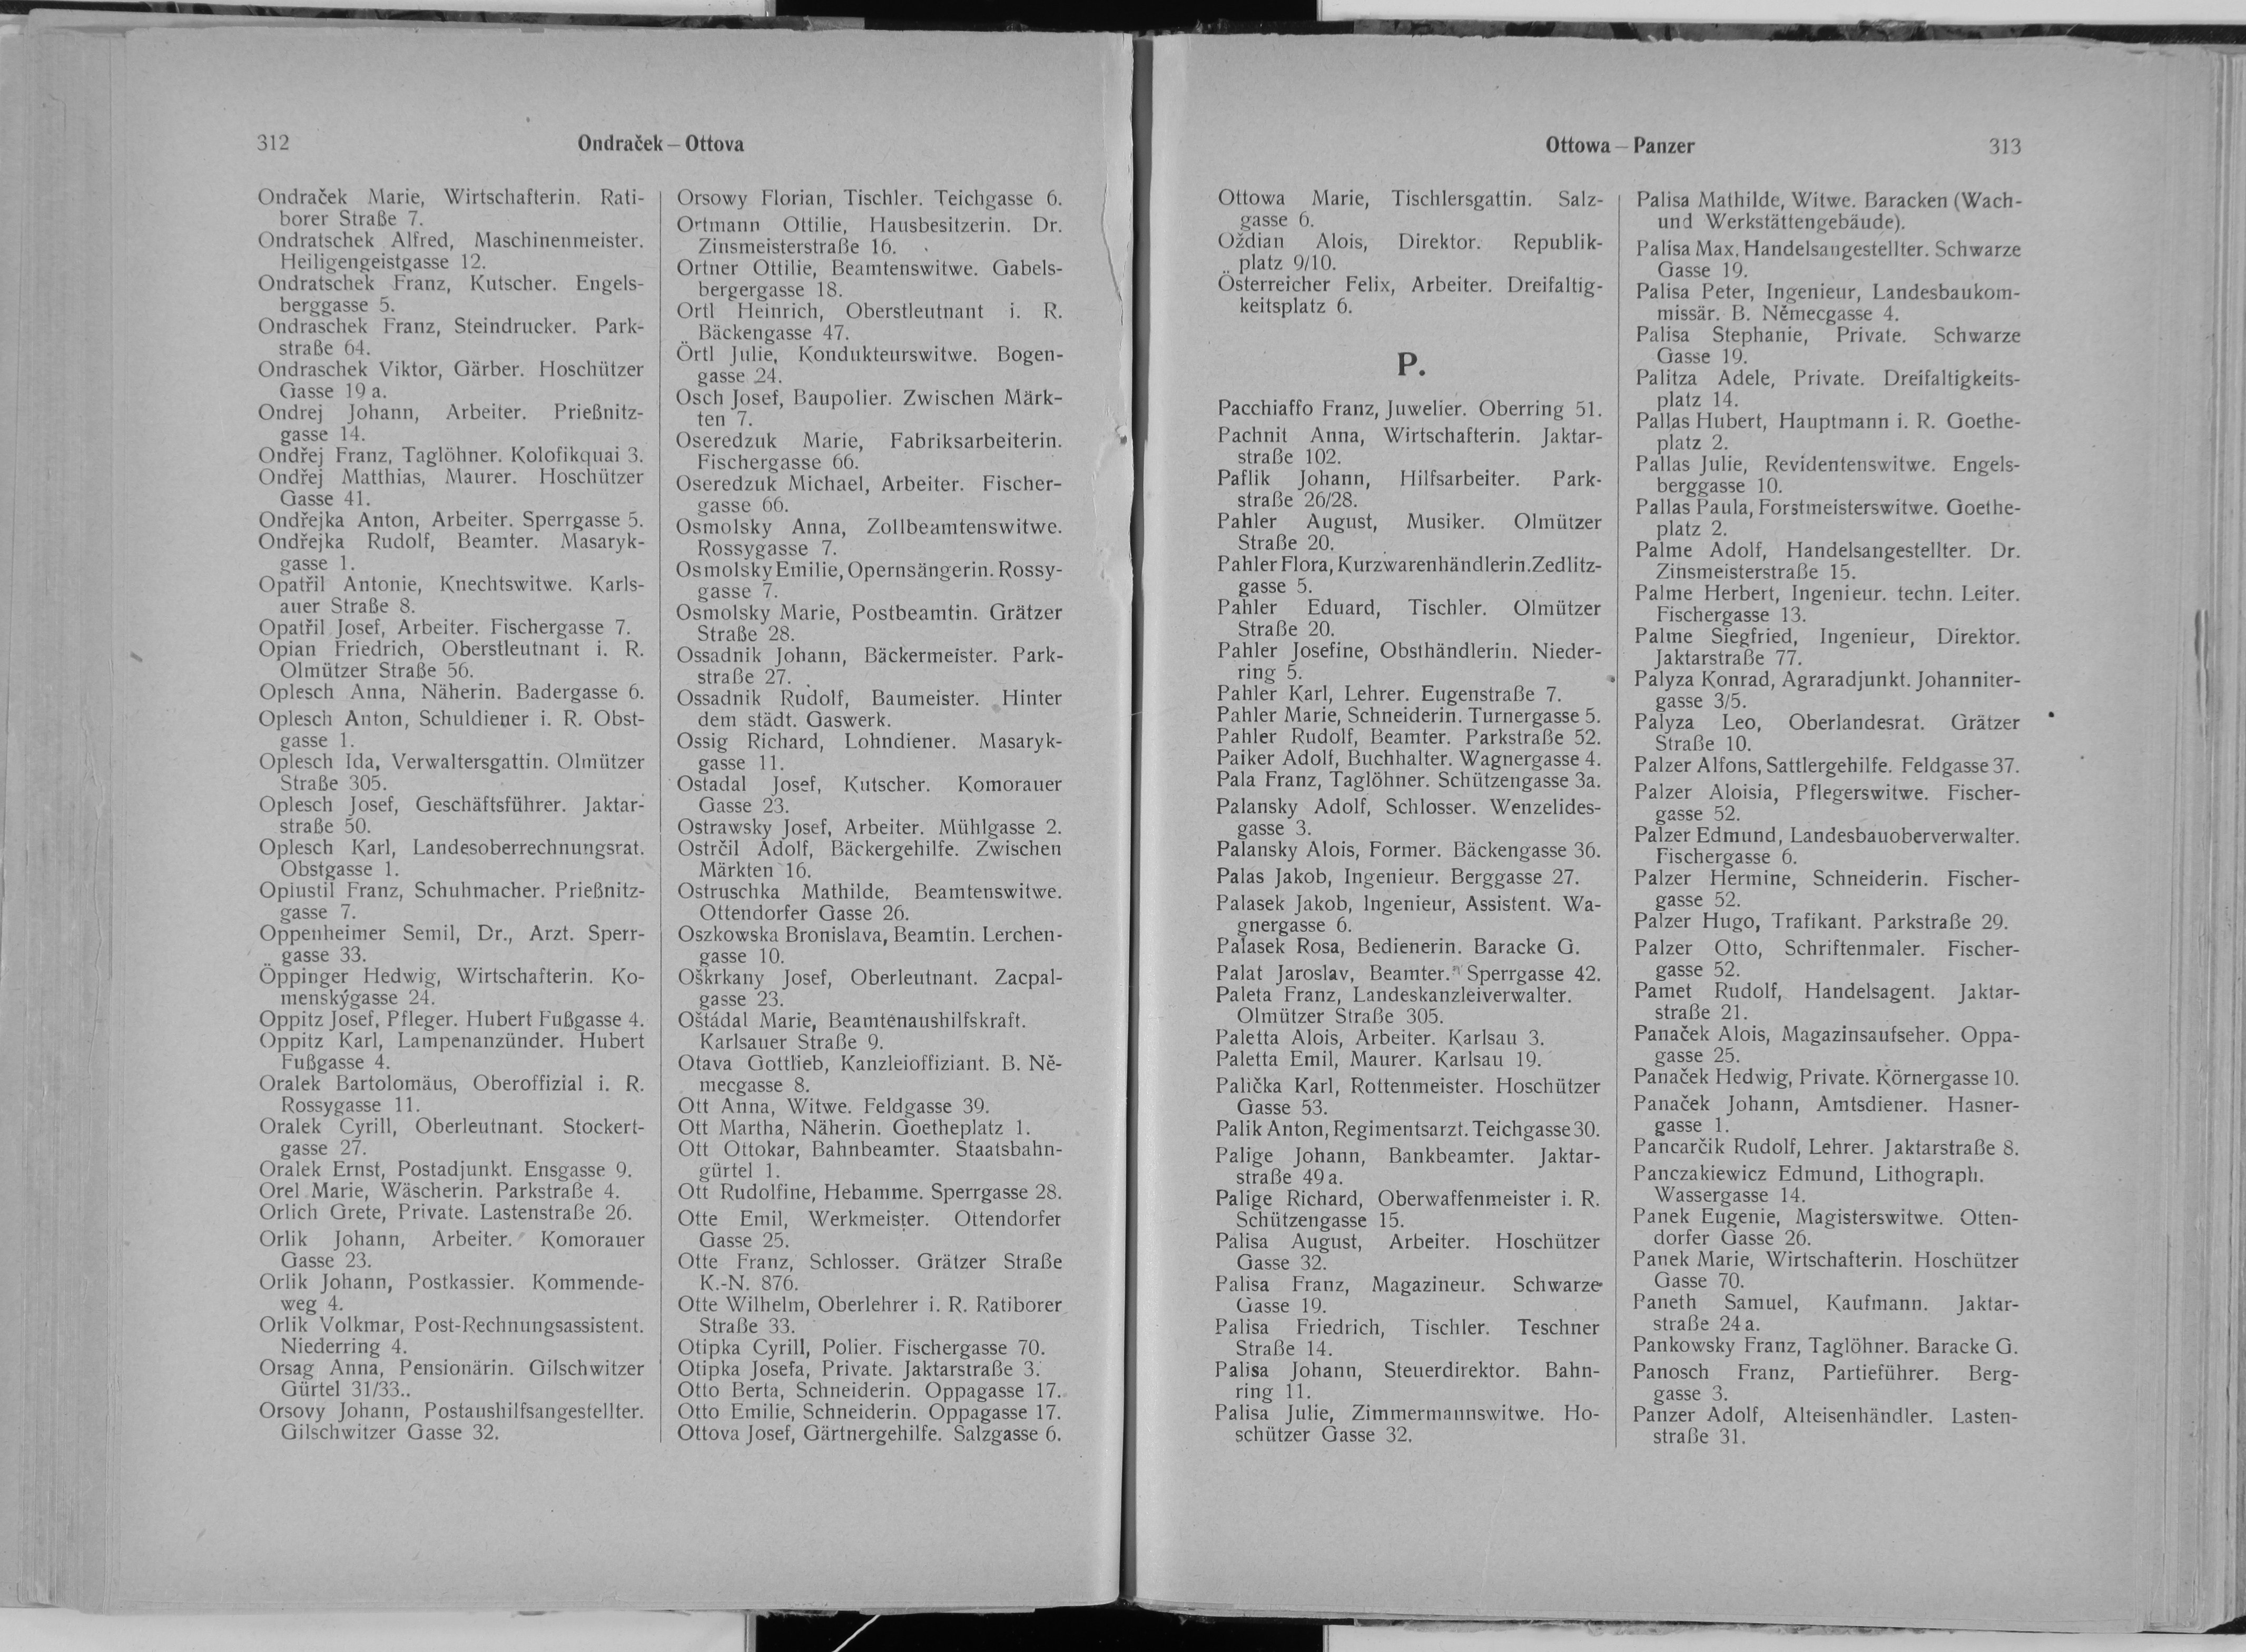 312
Ondraček – Ottova
Ondraček Marie, Wirtschafterin. Rati-
borer Straße 7.
Ondratschek Alfred, Maschinenmeister.
Heiligengeistgasse 12.
Ondratschek Franz, Kutscher. Engels-
berggasse 5.
Ondraschek Franz, Steindrucker. Park-
straße 64.
Ondraschek Viktor, Gärber. Hoschützer
Gasse 19 a.
Ondrej Johann, Arbeiter. Prießnitz-
gasse 14.
Ondřej Franz, Taglöhner. Kolofikquai 3.
Ondřej Matthias, Maurer. Hoschützer
Gasse 41.
Ondřejka Anton, Arbeiter. Sperrgasse 5.
Ondřejka Rudolf, Beamter. Masaryk-
gasse 1.
Opatřil Antonie, Knechtswitwe. Karls-
auer Straße 8.
Opatřil Josef, Arbeiter. Fischergasse 7.
Opian Friedrich, Oberstleutnant i. R.
Olmützer Straße 56.
Oplesch Anna, Näherin. Badergasse 6.
Oplesch Anton, Schuldiener i. R. Obst-
gasse 1.
Oplesch Ida, Verwaltersgattin. Olmützer
Straße 305.
Oplesch Josef, Geschäftsführer. Jaktar-
straße 50.
Oplesch Karl, Landesoberrechnungsrat.
Obstgasse 1.
Oplustil Franz, Schuhmacher. Prießnitz-
gasse 7.
Oppenheimer Semil, Dr., Arzt. Sperr-
gasse 33.
Öppinger Hedwig, Wirtschafterin. Ko-
menskýgasse 24.
Oppitz Josef, Pfleger. Hubert Fußgasse 4.
Oppitz Karl, Lampenanzünder. Hubert
Fußgasse 4.
Oralek Bartolomäus, Oberoffizial i. R.
Rossygasse 11.
Oralek Cyrill, Oberleutnant. Stockert-
gasse 27.
Oralek Ernst, Postadjunkt. Ensgasse 9.
Orel Marie, Wäscherin. Parkstraße 4.
Orlich Grete, Private. Lastenstraße 26.
Orlik Johann, Arbeiter. Komorauer
Gasse 23.
Orlik Johann, Postkassier. Kommende-
weg 4.
Orlik Volkmar, Post-Rechnungsassistent.
Niederring 4.
Orsag Anna, Pensionärin. Gilschwitzer
Gürtel 31/33..
Orsovy Johann, Postaushilfsangestellter.
Gilschwitzer Gasse 32.
Orsowy Florian, Tischler. Teichgasse 6.
Ortmann Ottilie, Hausbesitzerin. Dr.
Zinsmeisterstraße 16.
Ortner Ottilie, Beamtenswitwe. Gabels-
bergergasse 18.
Ortl Heinrich, Oberstleutnant i. R.
Bäckengasse 47.
Örtl Julie, Kondukteurswitwe. Bogen-
gasse 24.
Osch Josef, Baupolier. Zwischen Märk-
ten 7.
Oseredzuk Marie, Fabriksarbeiterin.
Fischergasse 66.
Oseredzuk Michael, Arbeiter. Fischer-
gasse 66.
Osmolsky Anna, Zollbeamtenswitwe.
Rossygasse 7.
Osmolsky Emilie, Opernsängerin. Rossy-
gasse 7.
Osmolsky Marie, Postbeamtin. Grätzer
Straße 28.
Ossadnik Johann, Bäckermeister. Park-
straße 27.
Ossadnik Rudolf, Baumeister. Hinter
dem städt. Gaswerk.
Ossig Richard, Lohndiener. Masaryk-
gasse 11.
Ostadal Josef, Kutscher. Komorauer
Gasse 23.
Ostrawsky Josef, Arbeiter. Mühlgasse 2.
Ostrčil Adolf, Bäckergehilfe. Zwischen
Märkten 16.
Ostruschka Mathilde, Beamtenswitwe.
Ottendorfer Gasse 26.
Oszkowska Bronislava, Beamtin. Lerchen-
gasse 10.
Oškrkany Josef, Oberleutnant. Zacpal-
gasse 23.
Oštádal Marie, Beamtenaushilfskraft.
Karlsauer Straße 9.
Otava Gottlieb, Kanzleioffiziant. B. Ně-
mecgasse 8.
Ott Anna, Witwe. Feldgasse 39.
Ott Martha, Näherin. Goetheplatz 1.
Ott Ottokar, Bahnbeamter. Staatsbahn-
gürtel 1.
Ott Rudolfine, Hebamme. Sperrgasse 28.
Otte Emil, Werkmeister. Ottendorfer
Gasse 25.
Otte Franz, Schlosser. Grätzer Straße
K.-N. 876.
Otte Wilhelm, Oberlehrer i. R. Ratiborer
Straße 33.
Otipka Cyrill, Polier. Fischergasse 70.
Otipka Josefa, Private. Jaktarstraße 3.
Otto Berta, Schneiderin. Oppagasse 17.
Otto Emilie, Schneiderin. Oppagasse 17.
Ottova Josef, Gärtnergehilfe. Salzgasse 6.
Ottowa – Panzer
313
Ottowa Marie, Tischlersgattin. Salz-
gasse 6.
Oždian Alois, Direktor. Republik-
platz 9/10.
Österreicher Felix, Arbeiter. Dreifaltig-
keitsplatz 6.
P.
Pacchiaffo Franz, Juwelier. Oberring 51.
Pachnit Anna, Wirtschafterin. Jaktar-
straße 102.
Paflik Johann, Hilfsarbeiter. Park-
straße 26/28.
Pahler August, Musiker. Olmützer
Straße 20.
Pahler Flora, Kurzwarenhändlerin.Zedlitz-
gasse 5.
Pahler Eduard, Tischler. Olmützer
Straße 20.
Pahler Josefine, Obsthändlerin. Nieder-
ring 5.
Pahler Karl, Lehrer. Eugenstraße 7.
Pahler Marie, Schneiderin. Turnergasse 5.
Pahler Rudolf, Beamter. Parkstraße 52.
Paiker Adolf, Buchhalter. Wagnergasse 4.
Pala Franz, Taglöhner. Schützengasse 3a.
Palansky Adolf, Schlosser. Wenzelides-
gasse 3.
Palansky Alois, Former. Bäckengasse 36.
Palas Jakob, Ingenieur. Berggasse 27.
Palasek Jakob, Ingenieur, Assistent. Wa-
gnergasse 6.
Palasek Rosa, Bedienerin. Baracke G.
Palat Jaroslav, Beamter. Sperrgasse 42.
Paleta Franz, Landeskanzleiverwalter.
Olmützer Straße 305.
Paletta Alois, Arbeiter. Karlsau 3.
Paletta Emil, Maurer. Karlsau 19.
Palička Karl, Rottenmeister. Hoschützer
Gasse 53.
Palik Anton, Regimentsarzt. Teichgasse 30.
Palige Johann, Bankbeamter. Jaktar-
straße 49 a.
Palige Richard, Oberwaffenmeister i. R.
Schützengasse 15.
Palisa August, Arbeiter. Hoschützer
Gasse 32.
Palisa Franz, Magazineur. Schwarze
Gasse 19.
Palisa Friedrich, Tischler. Teschner
Straße 14.
Palisa Johann, Steuerdirektor. Bahn-
ring 11.
Palisa Julie, Zimmermannswitwe. Ho-
schützer Gasse 32.
Palisa Mathilde, Witwe. Baracken (Wach-
und Werkstättengebäude).
Palisa Max, Handelsangestellter. Schwarze
Gasse 19.
Palisa Peter, Ingenieur, Landesbaukom-
missär. B. Němecgasse 4.
Palisa Stephanie, Private. Schwarze
Gasse 19.
Palitza Adele, Private. Dreifaltigkeits-
platz 14.
Pallas Hubert, Hauptmann i. R. Goethe-
platz 2.
Pallas Julie, Revidentenswitwe. Engels-
berggasse 10.
Pallas Paula, Forstmeisterswitwe. Goethe-
platz 2.
Palme Adolf, Handelsangestellter. Dr.
Zinsmeisterstraße 15.
Palme Herbert, Ingenieur. techn. Leiter.
Fischergasse 13.
Palme Siegfried, Ingenieur, Direktor.
Jaktarstraße 77.
Palyza Konrad, Agraradjunkt. Johanniter-
gasse 3/5.
Palyza Leo, Oberlandesrat. Grätzer
Straße 10.
Palzer Alfons, Sattlergehilfe. Feldgasse 37.
Palzer Aloisia, Pflegerswitwe. Fischer-
gasse 52.
Palzer Edmund, Landesbauoberverwalter.
Fischergasse 6.
Palzer Hermine, Schneiderin. Fischer-
gasse 52.
Palzer Hugo, Trafikant. Parkstraße 29.
Palzer Otto, Schriftenmaler. Fischer-
gasse 52.
Pamet Rudolf, Handelsagent. Jaktar-
straße 21.
Panaček Alois, Magazinsaufseher. Oppa-
gasse 25.
Panaček Hedwig, Private. Körnergasse 10.
Panaček Johann, Amtsdiener. Hasner-
gasse 1.
Pancarčik Rudolf, Lehrer. Jaktarstraße 8.
Panczakiewicz Edmund, Lithograph.
Wassergasse 14.
Panek Eugenie, Magisterswitwe. Otten-
dorfer Gasse 26.
Panek Marie, Wirtschafterin. Hoschützer
Gasse 70.
Paneth Samuel, Kaufmann. Jaktar-
straße 24 a.
Pankowsky Franz, Taglöhner. Baracke G.
Panosch Franz, Partieführer. Berg-
gasse 3.
Panzer Adolf, Alteisenhändler. Lasten-
straße 31.